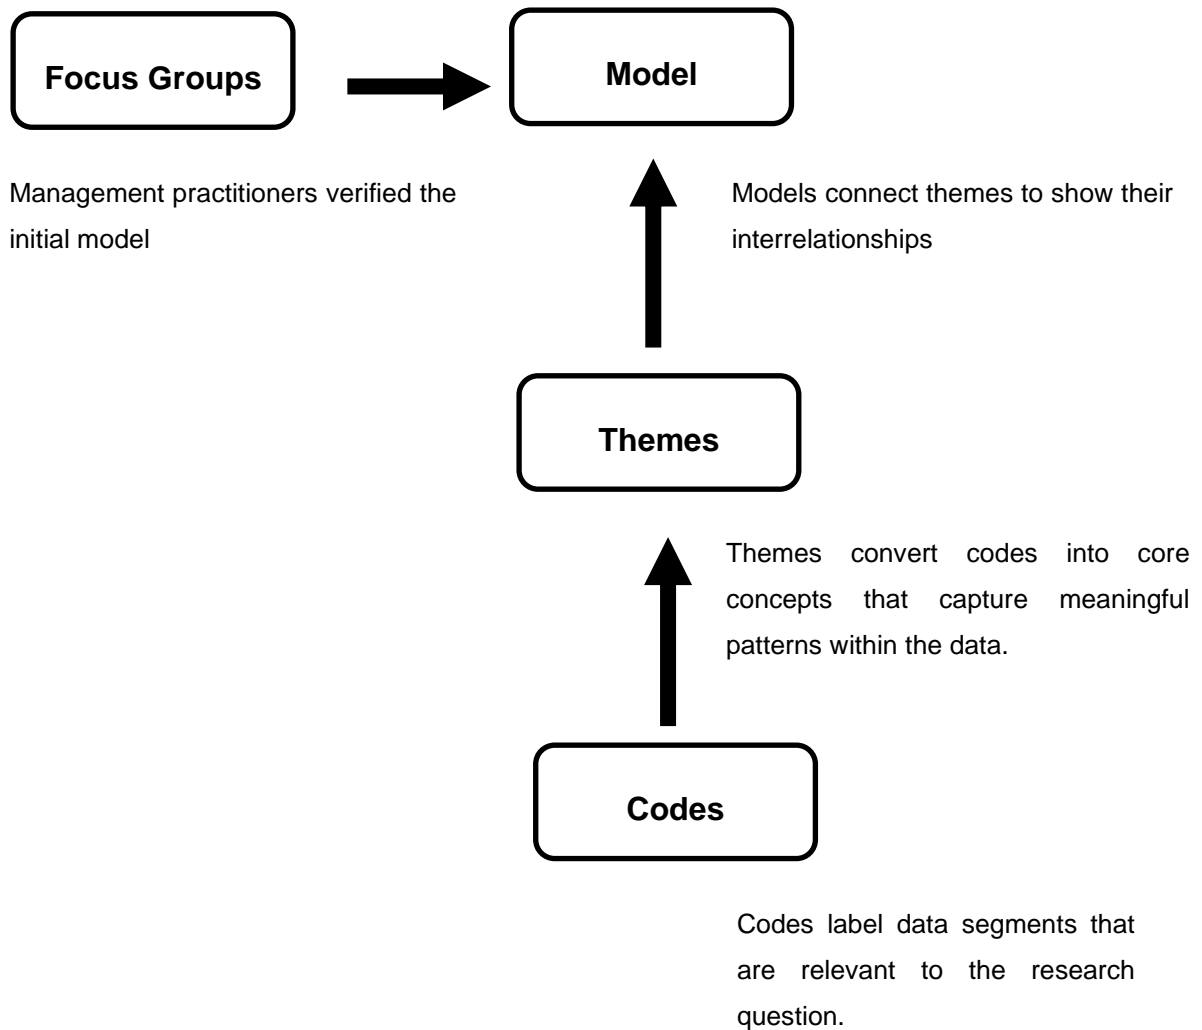 Focus Groups
Model
Management practitioners verified the
initial model
Models connect themes to show their
interrelationships
Themes
Themes convert codes into core
concepts that capture meaningful
patterns within the data.
Codes
Codes label data segments that
are relevant to the research
question.